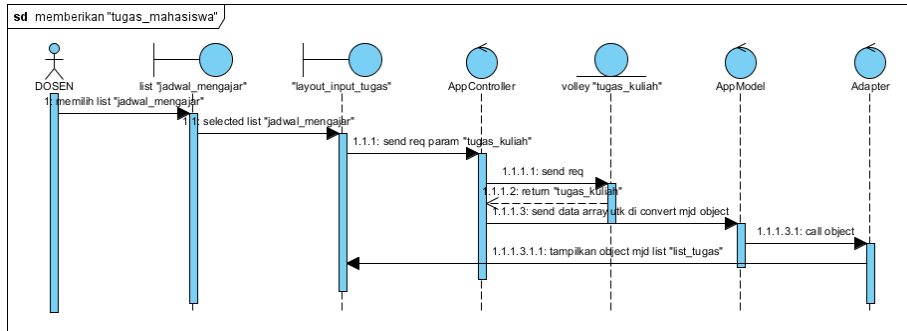 sd memberikan "tugas_mahasiswa"
DOSEN
list "jadwal_mengajar"
"layout_input_tugas"
AppController
volley "tugas_kuliah"
AppModel
Adapter
1: memilih list "jadwal_mengajar"
1.1: selected list "jadwal_mengajar"
1.1.1: send req param "tugas_kuliah"
1.1.1.1: send req
1.1.1.2: return "tugas_kuliah"
1.1.1.3: send data array utk di convert mjd object
1.1.1.3.1: call object
1.1.1.3.1.1: tampilkan object mjd list "list_tugas"